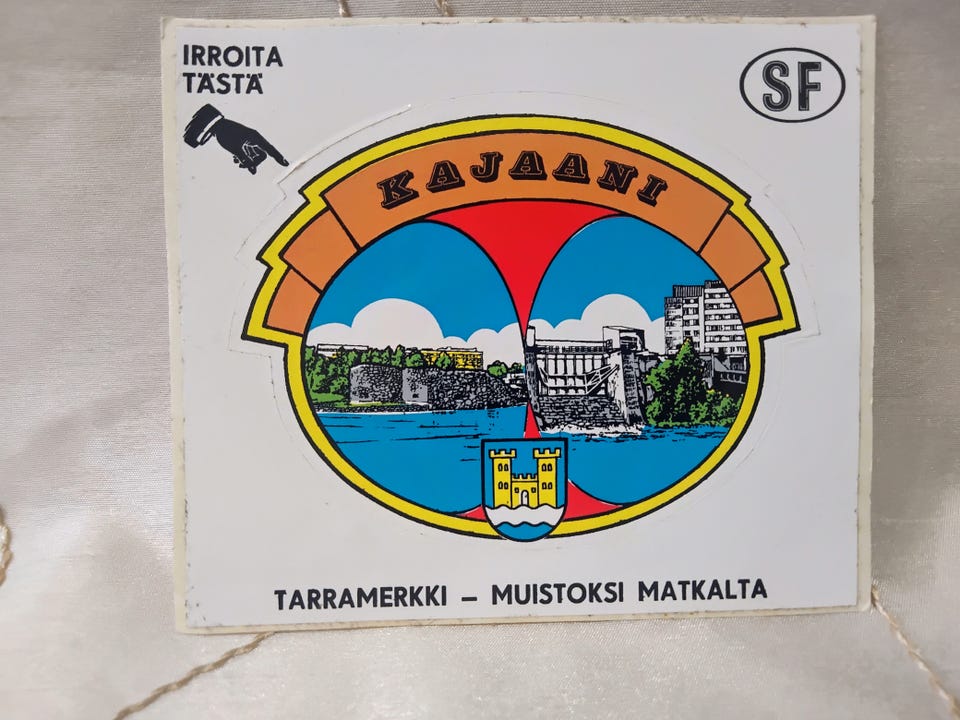 IRROITA
TÄSTÄ
SF
KAJAANI
TARRAMERKKI – MUISTOKSI MATKALTA